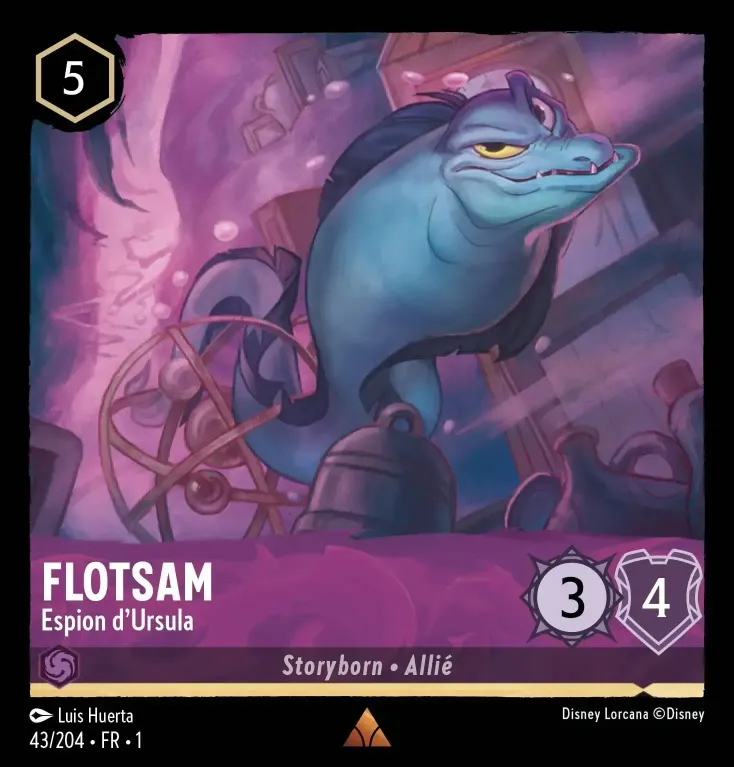 5
FLOTSAM
Espion d'Ursula
3
4
Storyborn • Allié
Luis Huerta
Disney Lorcana ©Disney
43/204 • FR • 1